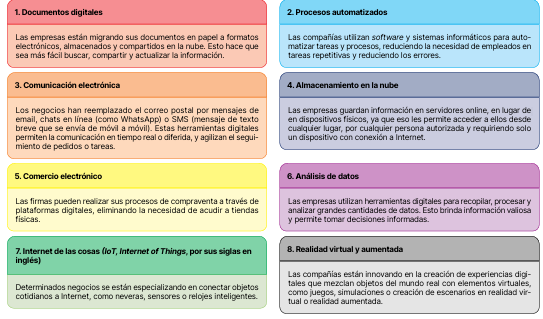 1. Documentos digitales
Las empresas están migrando sus documentos en papel a formatos
electrónicos, almacenados y compartidos en la nube. Esto hace que
sea más fácil buscar, compartir y actualizar la información.
2. Procesos automatizados
Las compañías utilizan software y sistemas informáticos para auto-
matizar tareas y procesos, reduciendo la necesidad de empleados en
tareas repetitivas y reduciendo los errores.
3. Comunicación electrónica
Los negocios han reemplazado el correo postal por mensajes de
email, chats en línea (como WhatsApp) o SMS (mensaje de texto
breve que se envía de móvil a móvil). Estas herramientas digitales
permiten la comunicación en tiempo real o diferida, y agilizan el segui-
miento de pedidos o tareas.
4. Almacenamiento en la nube
Las empresas guardan información en servidores online, en lugar de
en dispositivos físicos, ya que eso les permite acceder a ellos desde
cualquier lugar, por cualquier persona autorizada y requiriendo solo
un dispositivo con conexión a Internet.
5. Comercio electrónico
Las firmas pueden realizar sus procesos de compraventa a través de
plataformas digitales, eliminando la necesidad de acudir a tiendas
físicas.
6. Análisis de datos
Las empresas utilizan herramientas digitales para recopilar, procesar y
analizar grandes cantidades de datos. Esto brinda información valiosa
y permite tomar decisiones informadas.
7. Internet de las cosas (IoT, Internet of Things, por sus siglas en
inglés)
Determinados negocios se están especializando en conectar objetos
cotidianos a Internet, como neveras, sensores o relojes inteligentes.
8. Realidad virtual y aumentada
Las compañías están innovando en la creación de experiencias digi-
tales que mezclan objetos del mundo real con elementos virtuales,
como juegos, simulaciones o creación de escenarios en realidad vir-
tual o realidad aumentada.